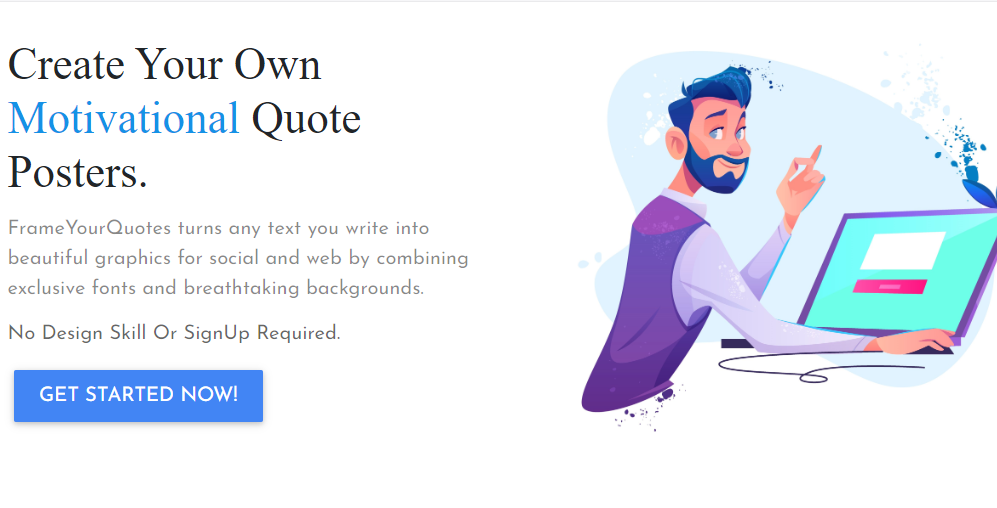 Create Your Own
Motivational Quote
Posters.
FrameYourQuotes turns any text you write into
beautiful graphics for social and web by combining
exclusive fonts and breathtaking backgrounds.
No Design Skill Or SignUp Required.
GET STARTED NOW!